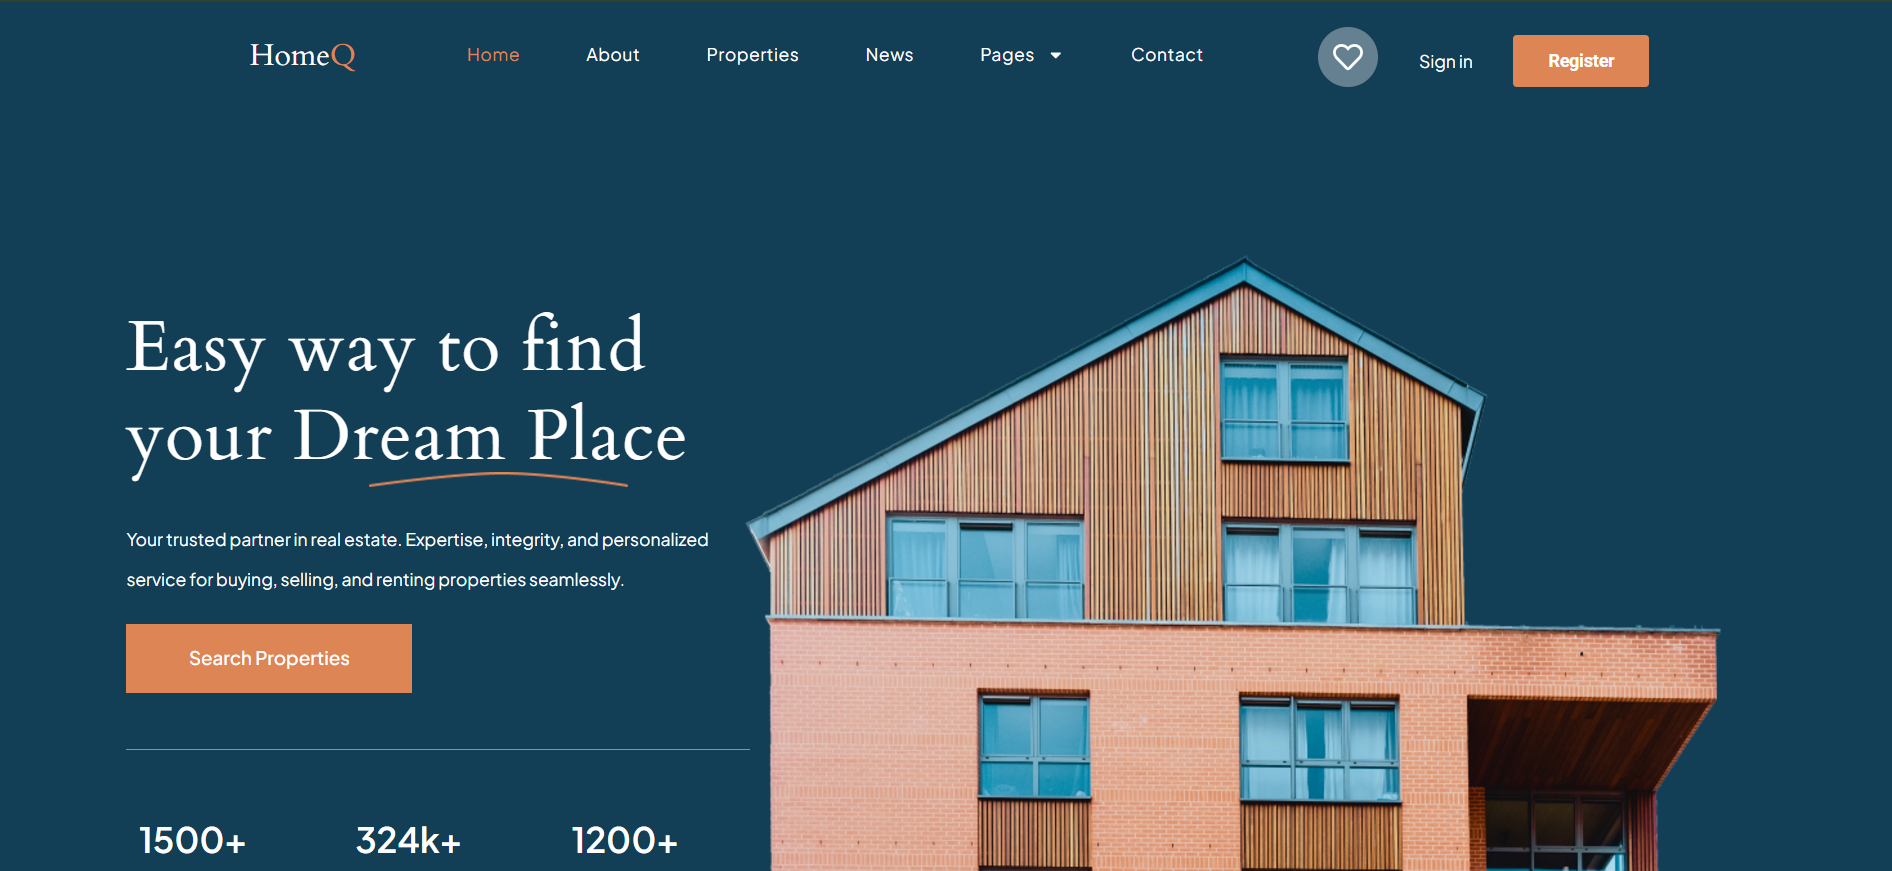 HomeQ
Home
About
Properties
News
Pages
Contact
Sign in
Register
Easy way to find
your Dream Place
Your trusted partner in real estate. Expertise, integrity, and personalized
service for buying, selling, and renting properties seamlessly.
Search Properties
1500+
324k+
1200+